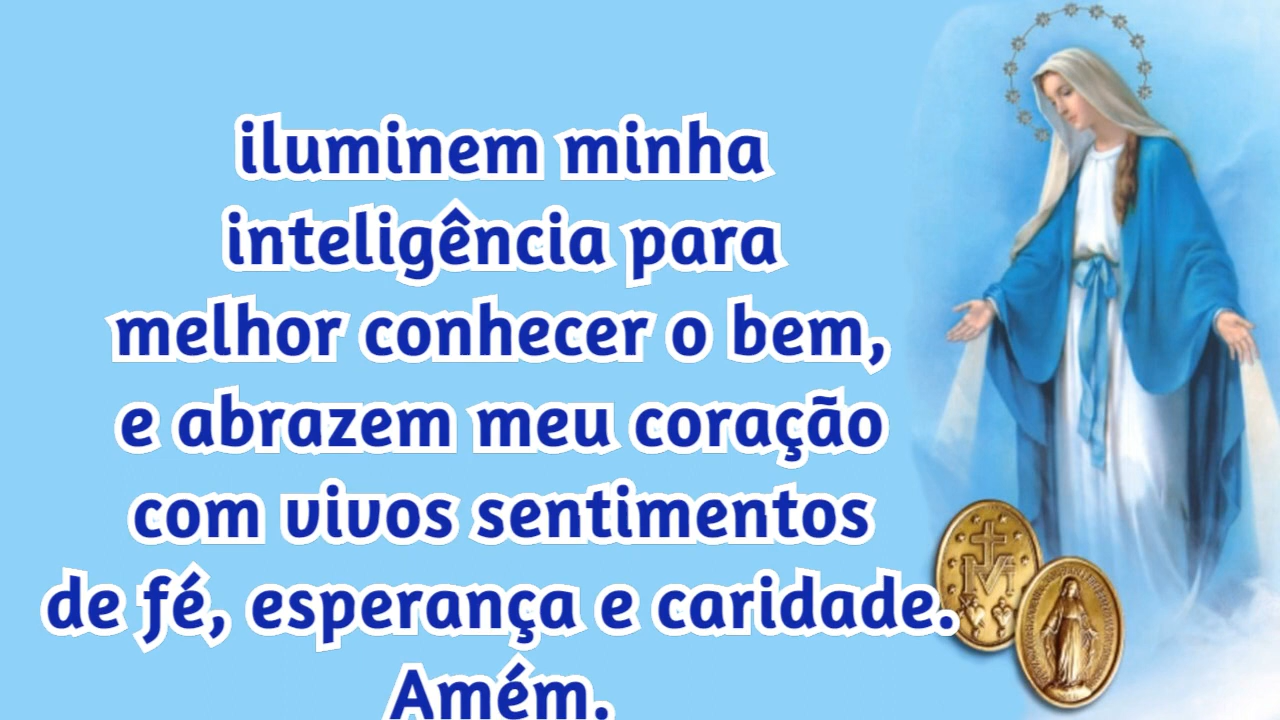 iluminem minha
inteligência para
melhor conhecer o bem,
e abrazem meu coração
com vivos sentimentos
de fé, esperança e caridade.
Amém.